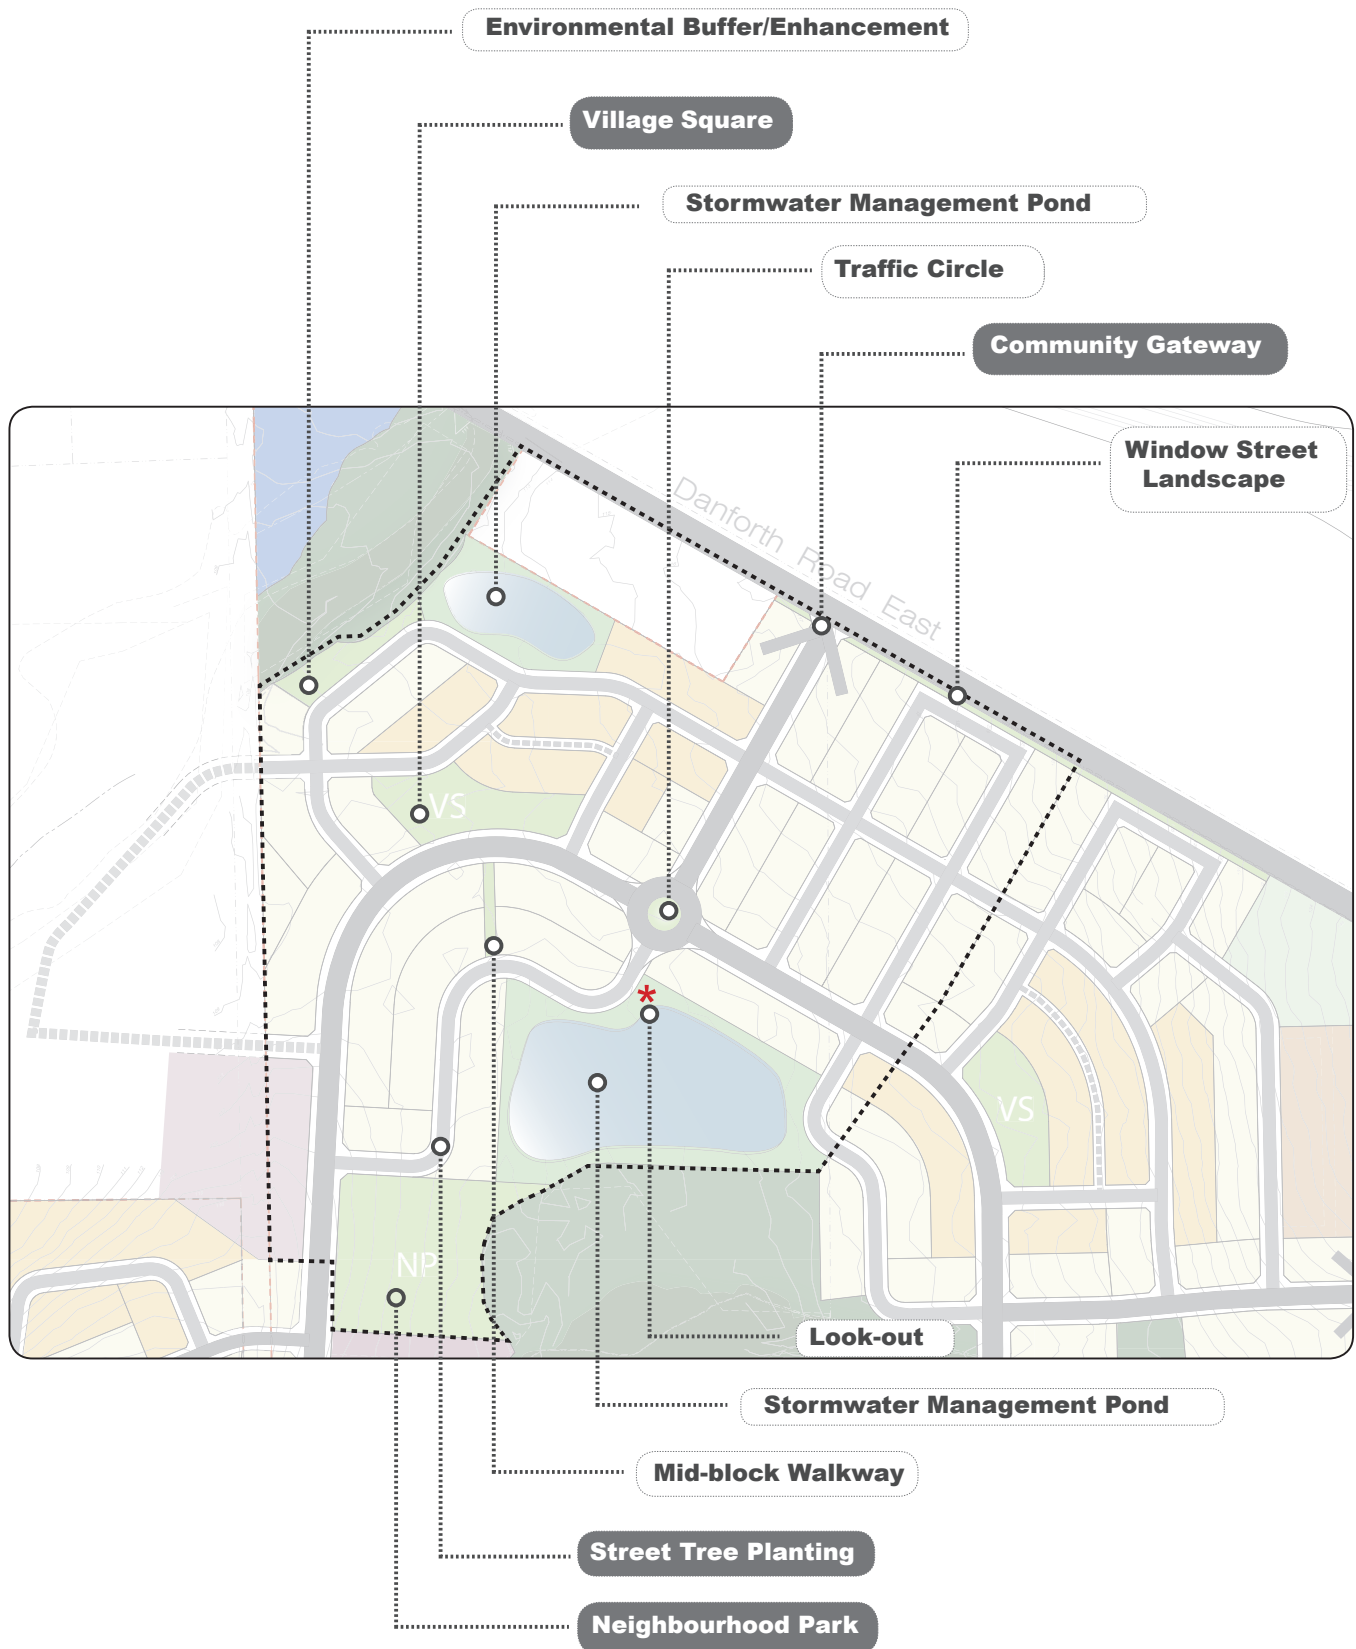 Environmental Buffer/Enhancement
Village Square
Stormwater Management Pond
Traffic Circle
Community Gateway
Window Street
Landscape
Danforth Road East
VS
*
VS
NP
Look-out
Stormwater Management Pond
Mid-block Walkway
Street Tree Planting
Neighbourhood Park